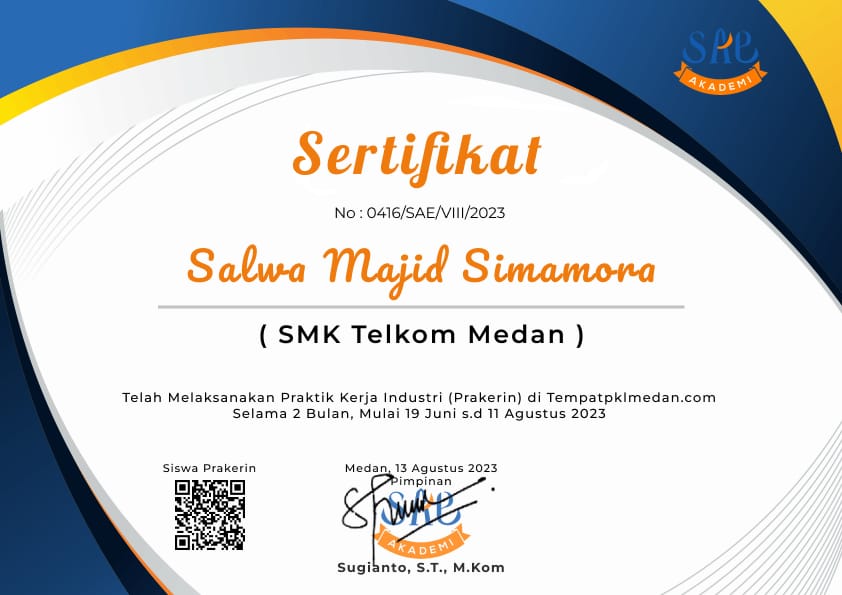 SAE
AKADEMI
Sertifikat
No : 0416/SAE/VIII/2023
Salwa Majid Simamora
( SMK Telkom Medan )
Telah Melaksanakan Praktik Kerja Industri (Prakerin) di Tempatpklmedan.com
Selama 2 Bulan, Mulai 19 Juni s.d 11 Agustus 2023
Siswa Prakerin
Medan, 13 Agustus 2023
Pimpinan
SAE
AKADEMI
Sugianto, S.T., M.Kom